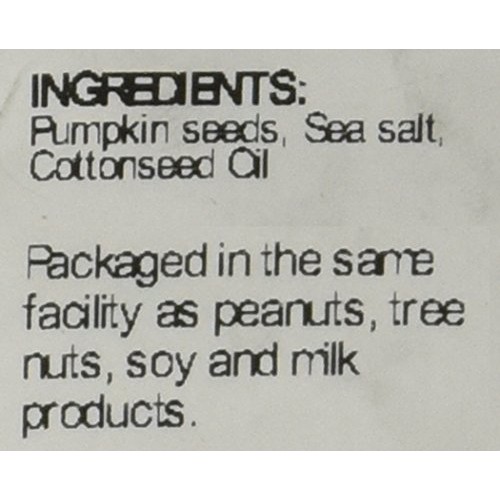 INGREDIENTS:
Pumpkin seeds, Sea salt,
Cottonseed Oil
Packaged in the same
facility as peanuts, tree
nuts, soy and milk
products.